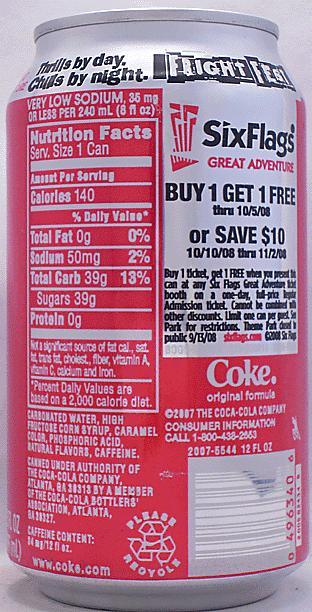 Thrills by day.
Chills by night.
FRIGHT FEST
VERY LOW SODIUM, 35 mg
OR LESS PER 240 mL (8 fl oz)
Nutrition Facts
Serv. Size 1 Can
Amount Per Serving
Calories 140
% Daily Value*
Total Fat 0g 0%
Sodium 50mg 2%
Total Carb 39g 13%
Sugars 39g
Protein 0g
Not a significant source of fat cal., sat.
fat, trans fat, cholest., fiber, vitamin A,
vitamin C, calcium and iron.
*Percent Daily Values are
based on a 2,000 calorie diet.
CARBONATED WATER, HIGH
FRUCTOSE CORN SYRUP, CARAMEL
COLOR, PHOSPHORIC ACID,
NATURAL FLAVORS, CAFFEINE.
CANNED UNDER AUTHORITY OF
THE COCA-COLA COMPANY,
ATLANTA, GA 30313 BY A MEMBER
OF THE COCA-COLA BOTTLERS'
ASSOCIATION, ATLANTA,
GA 30327.
CAFFEINE CONTENT:
34 mg/12 fl oz.
www.coke.com
PLEASE
RECYCLE
SixFlags®
GREAT ADVENTURE
BUY 1 GET 1 FREE
thru 10/5/08
or SAVE $10
10/10/08 thru 11/2/08
Buy 1 ticket, get 1 FREE when you present this
can at any Six Flags Great Adventure ticket
booth on a one-day, full-price Regular
Admission ticket. Cannot be combined with
other discounts. Limit one can per guest. See
Park for restrictions. Theme Park closed to
public 9/13/08 sixflags.com ©2008 Six Flags
Coke.
original formula
©2007 THE COCA-COLA COMPANY
CONSUMER INFORMATION
CALL 1-800-438-2653
2007-5544 12 FL OZ
0 496340 6